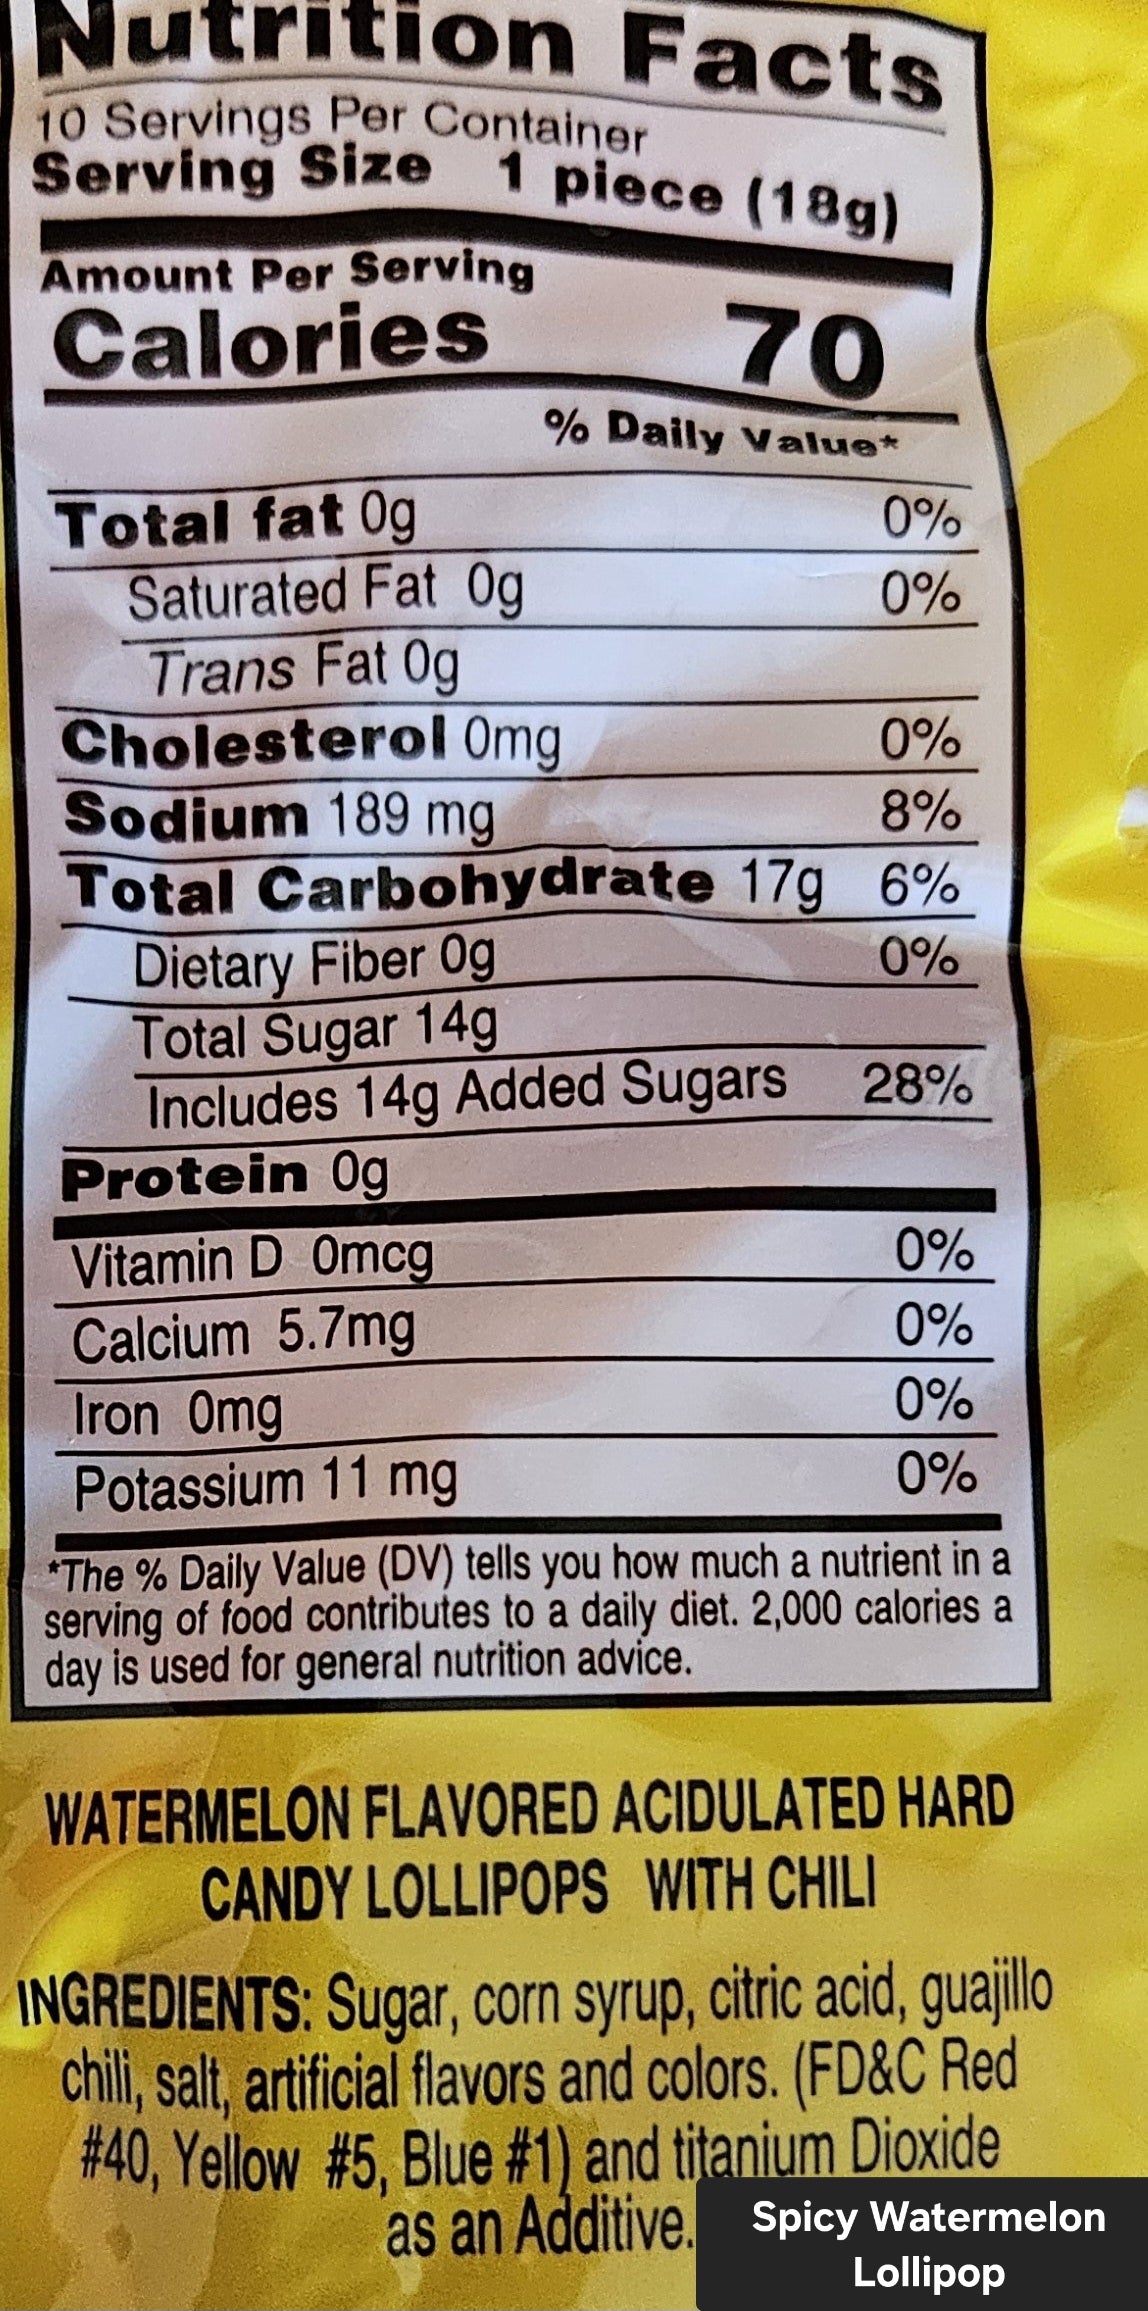 Nutrition Facts
10 Servings Per Container
Serving Size 1 piece (18g)
Amount Per Serving
Calories 70
% Daily Value*
Total fat 0g 0%
Saturated Fat 0g 0%
Trans Fat 0g
Cholesterol 0mg 0%
Sodium 189 mg 8%
Total Carbohydrate 17g 6%
Dietary Fiber 0g 0%
Total Sugar 14g
Includes 14g Added Sugars 28%
Protein 0g
Vitamin D 0mcg 0%
Calcium 5.7mg 0%
Iron 0mg 0%
Potassium 11 mg 0%
*The % Daily Value (DV) tells you how much a nutrient in a
serving of food contributes to a daily diet. 2,000 calories a
day is used for general nutrition advice.
WATERMELON FLAVORED ACIDULATED HARD
CANDY LOLLIPOPS WITH CHILI
INGREDIENTS: Sugar, corn syrup, citric acid, guajillo
chili, salt, artificial flavors and colors. (FD&C Red
#40, Yellow #5, Blue #1) and titanium Dioxide
as an Additive.
Spicy Watermelon
Lollipop